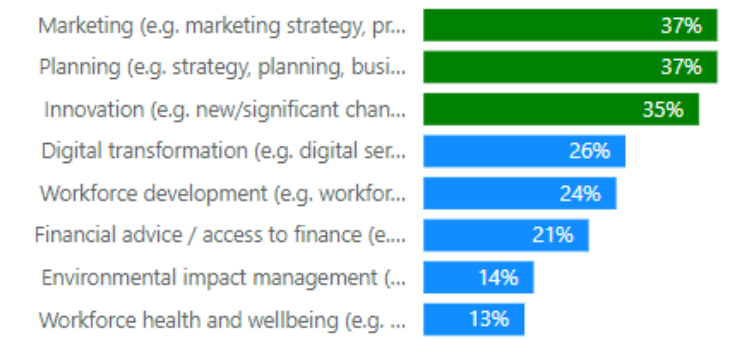 Marketing (e.g. marketing strategy, pr... 37%
Planning (e.g. strategy, planning, busi... 37%
Innovation (e.g. new/significant chan... 35%
Digital transformation (e.g. digital ser... 26%
Workforce development (e.g. workfor... 24%
Financial advice / access to finance (e.... 21%
Environmental impact management (... 14%
Workforce health and wellbeing (e.g. ... 13%